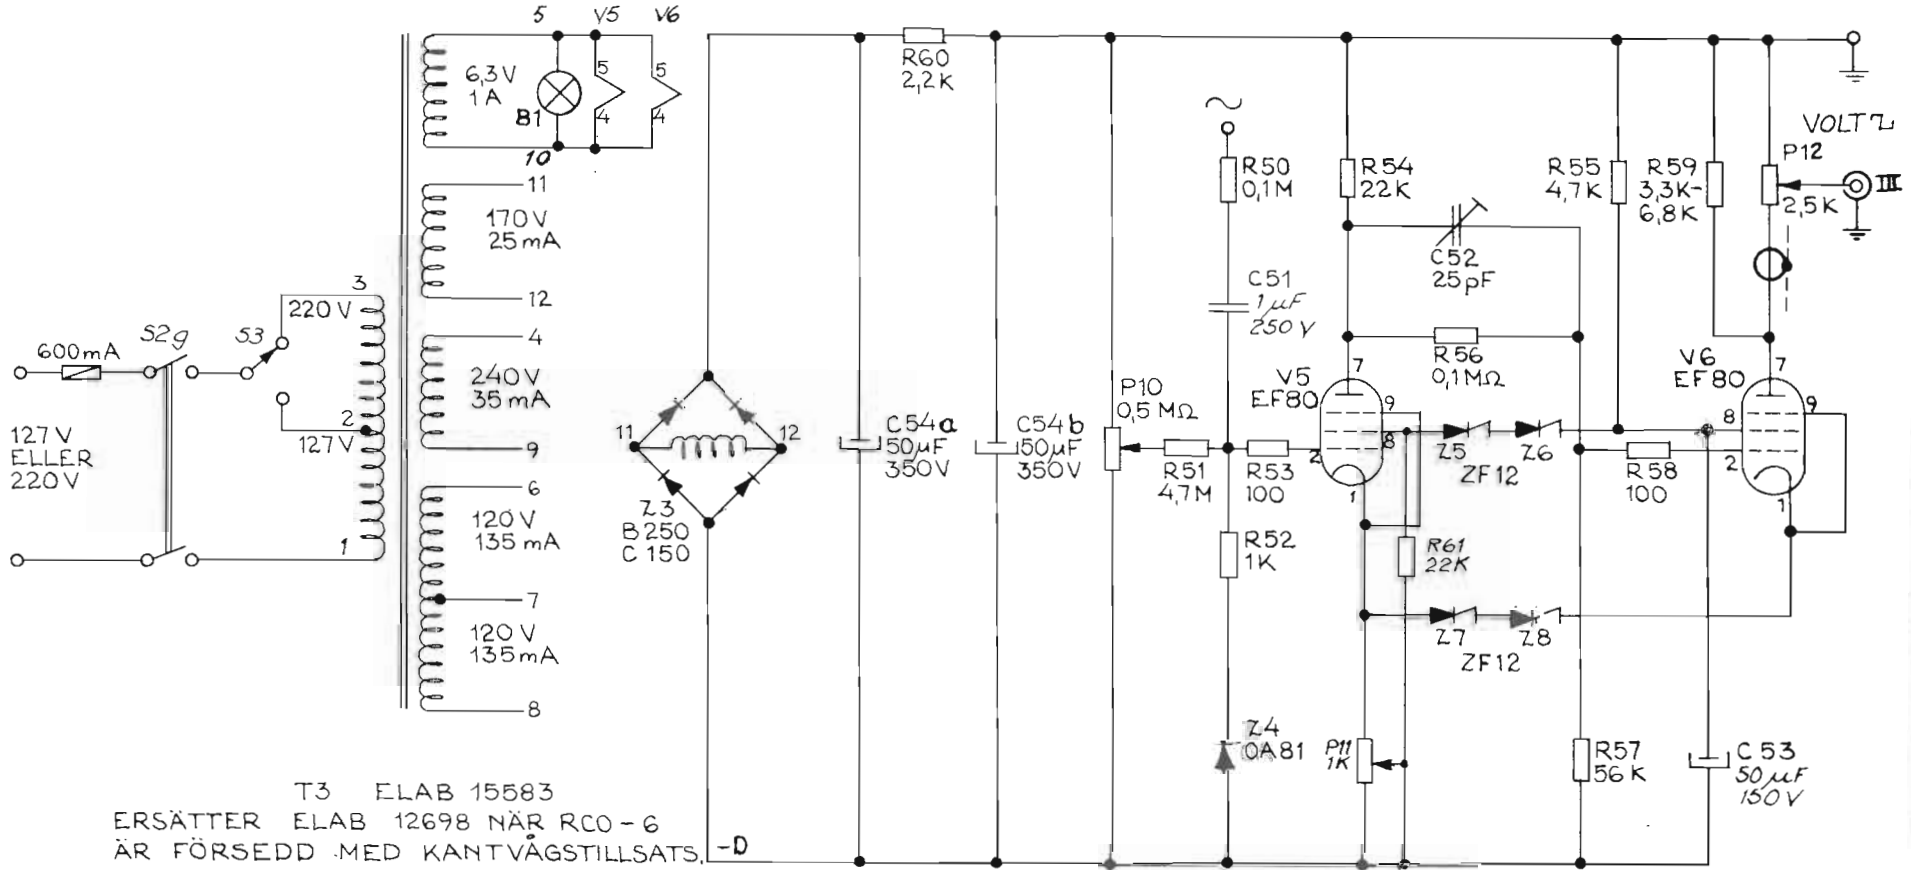 5 V5 V6
6,3V
1A
5
5
B1
4
4
10
R60
2,2K
11
170V
25mA
12
3
220V
S2g
S3
600mA
4
240V
35mA
9
2
127V
127V
ELLER
220V
6
120V
135mA
1
7
120V
135mA
8
11
12
Z3
B250
C150
C54a
50µF
350V
C54b
50µF
350V
~
R50
0,1M
C51
1µF
250V
P10
0,5MΩ
R51
4,7M
R53
100
R52
1K
Z4
OA81
R54
22K
C52
25pF
R56
0,1MΩ
V5
EF80
7
9
8
2
1
Z5
Z6
ZF12
R61
22K
Z7
Z8
ZF12
P11
1K
R55
4,7K
R59
3,3K-
6,8K
VOLT
P12
2,5K
III
V6
EF80
7
8
9
2
1
R58
100
R57
56K
C53
50µF
150V
T3 ELAB 15583
ERSÄTTER ELAB 12698 NÄR RCO-6
ÄR FÖRSEDD MED KANTVÅGSTILLSATS.
-D